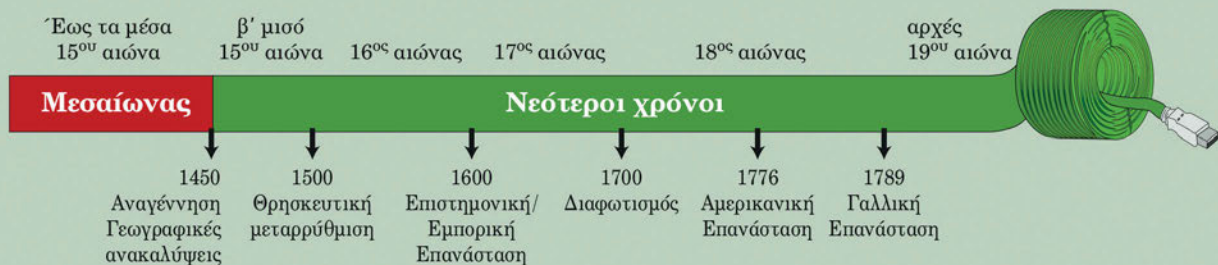 Έως τα μέσα
15ου αιώνα
β′ μισό
15ου αιώνα
16ος αιώνας
17ος αιώνας
18ος αιώνας
αρχές
19ου αιώνα
Μεσαίωνας
Νεότεροι χρόνοι
1450
Αναγέννηση
Γεωγραφικές
ανακαλύψεις
1500
Θρησκευτική
μεταρρύθμιση
1600
Επιστημονική/
Εμπορική
Επανάσταση
1700
Διαφωτισμός
1776
Αμερικανική
Επανάσταση
1789
Γαλλική
Επανάσταση